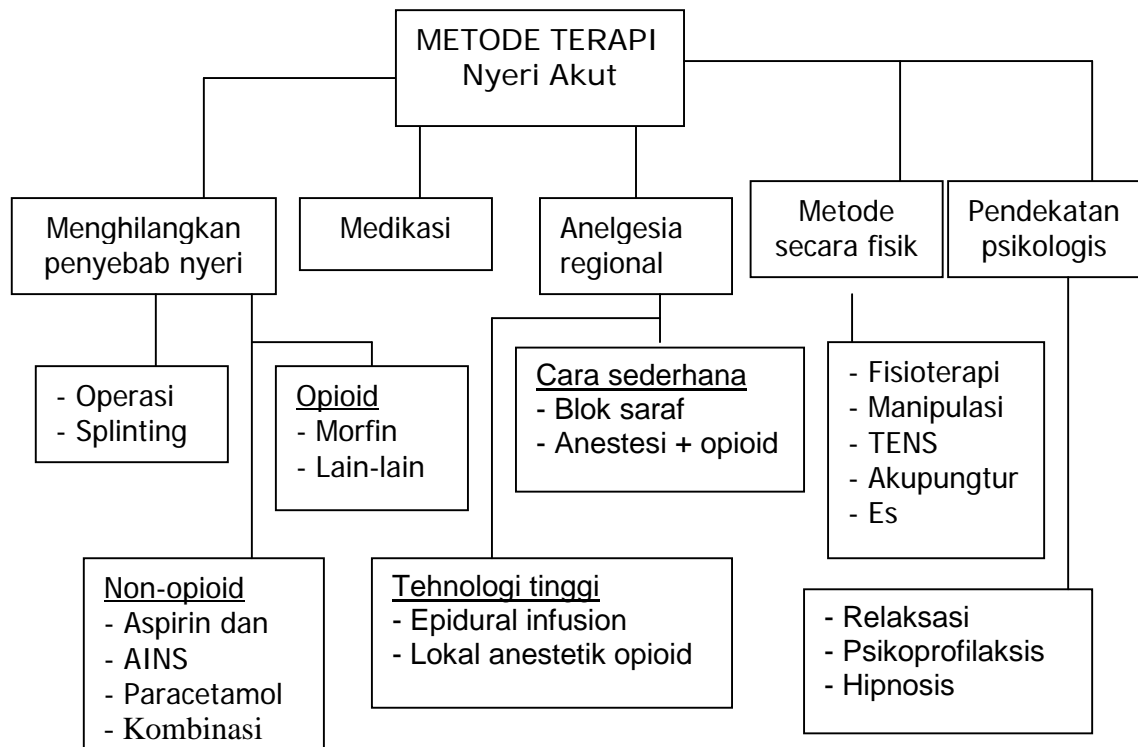 METODE TERAPI
Nyeri Akut
Menghilangkan
penyebab nyeri
Medikasi
Anelgesia
regional
Metode
secara fisik
Pendekatan
psikologis
- Operasi
- Splinting
Opioid
- Morfin
- Lain-lain
Cara sederhana
- Blok saraf
- Anestesi + opioid
- Fisioterapi
- Manipulasi
- TENS
- Akupungtur
- Es
Non-opioid
- Aspirin dan
- AINS
- Paracetamol
- Kombinasi
Tehnologi tinggi
- Epidural infusion
- Lokal anestetik opioid
- Relaksasi
- Psikoprofilaksis
- Hipnosis